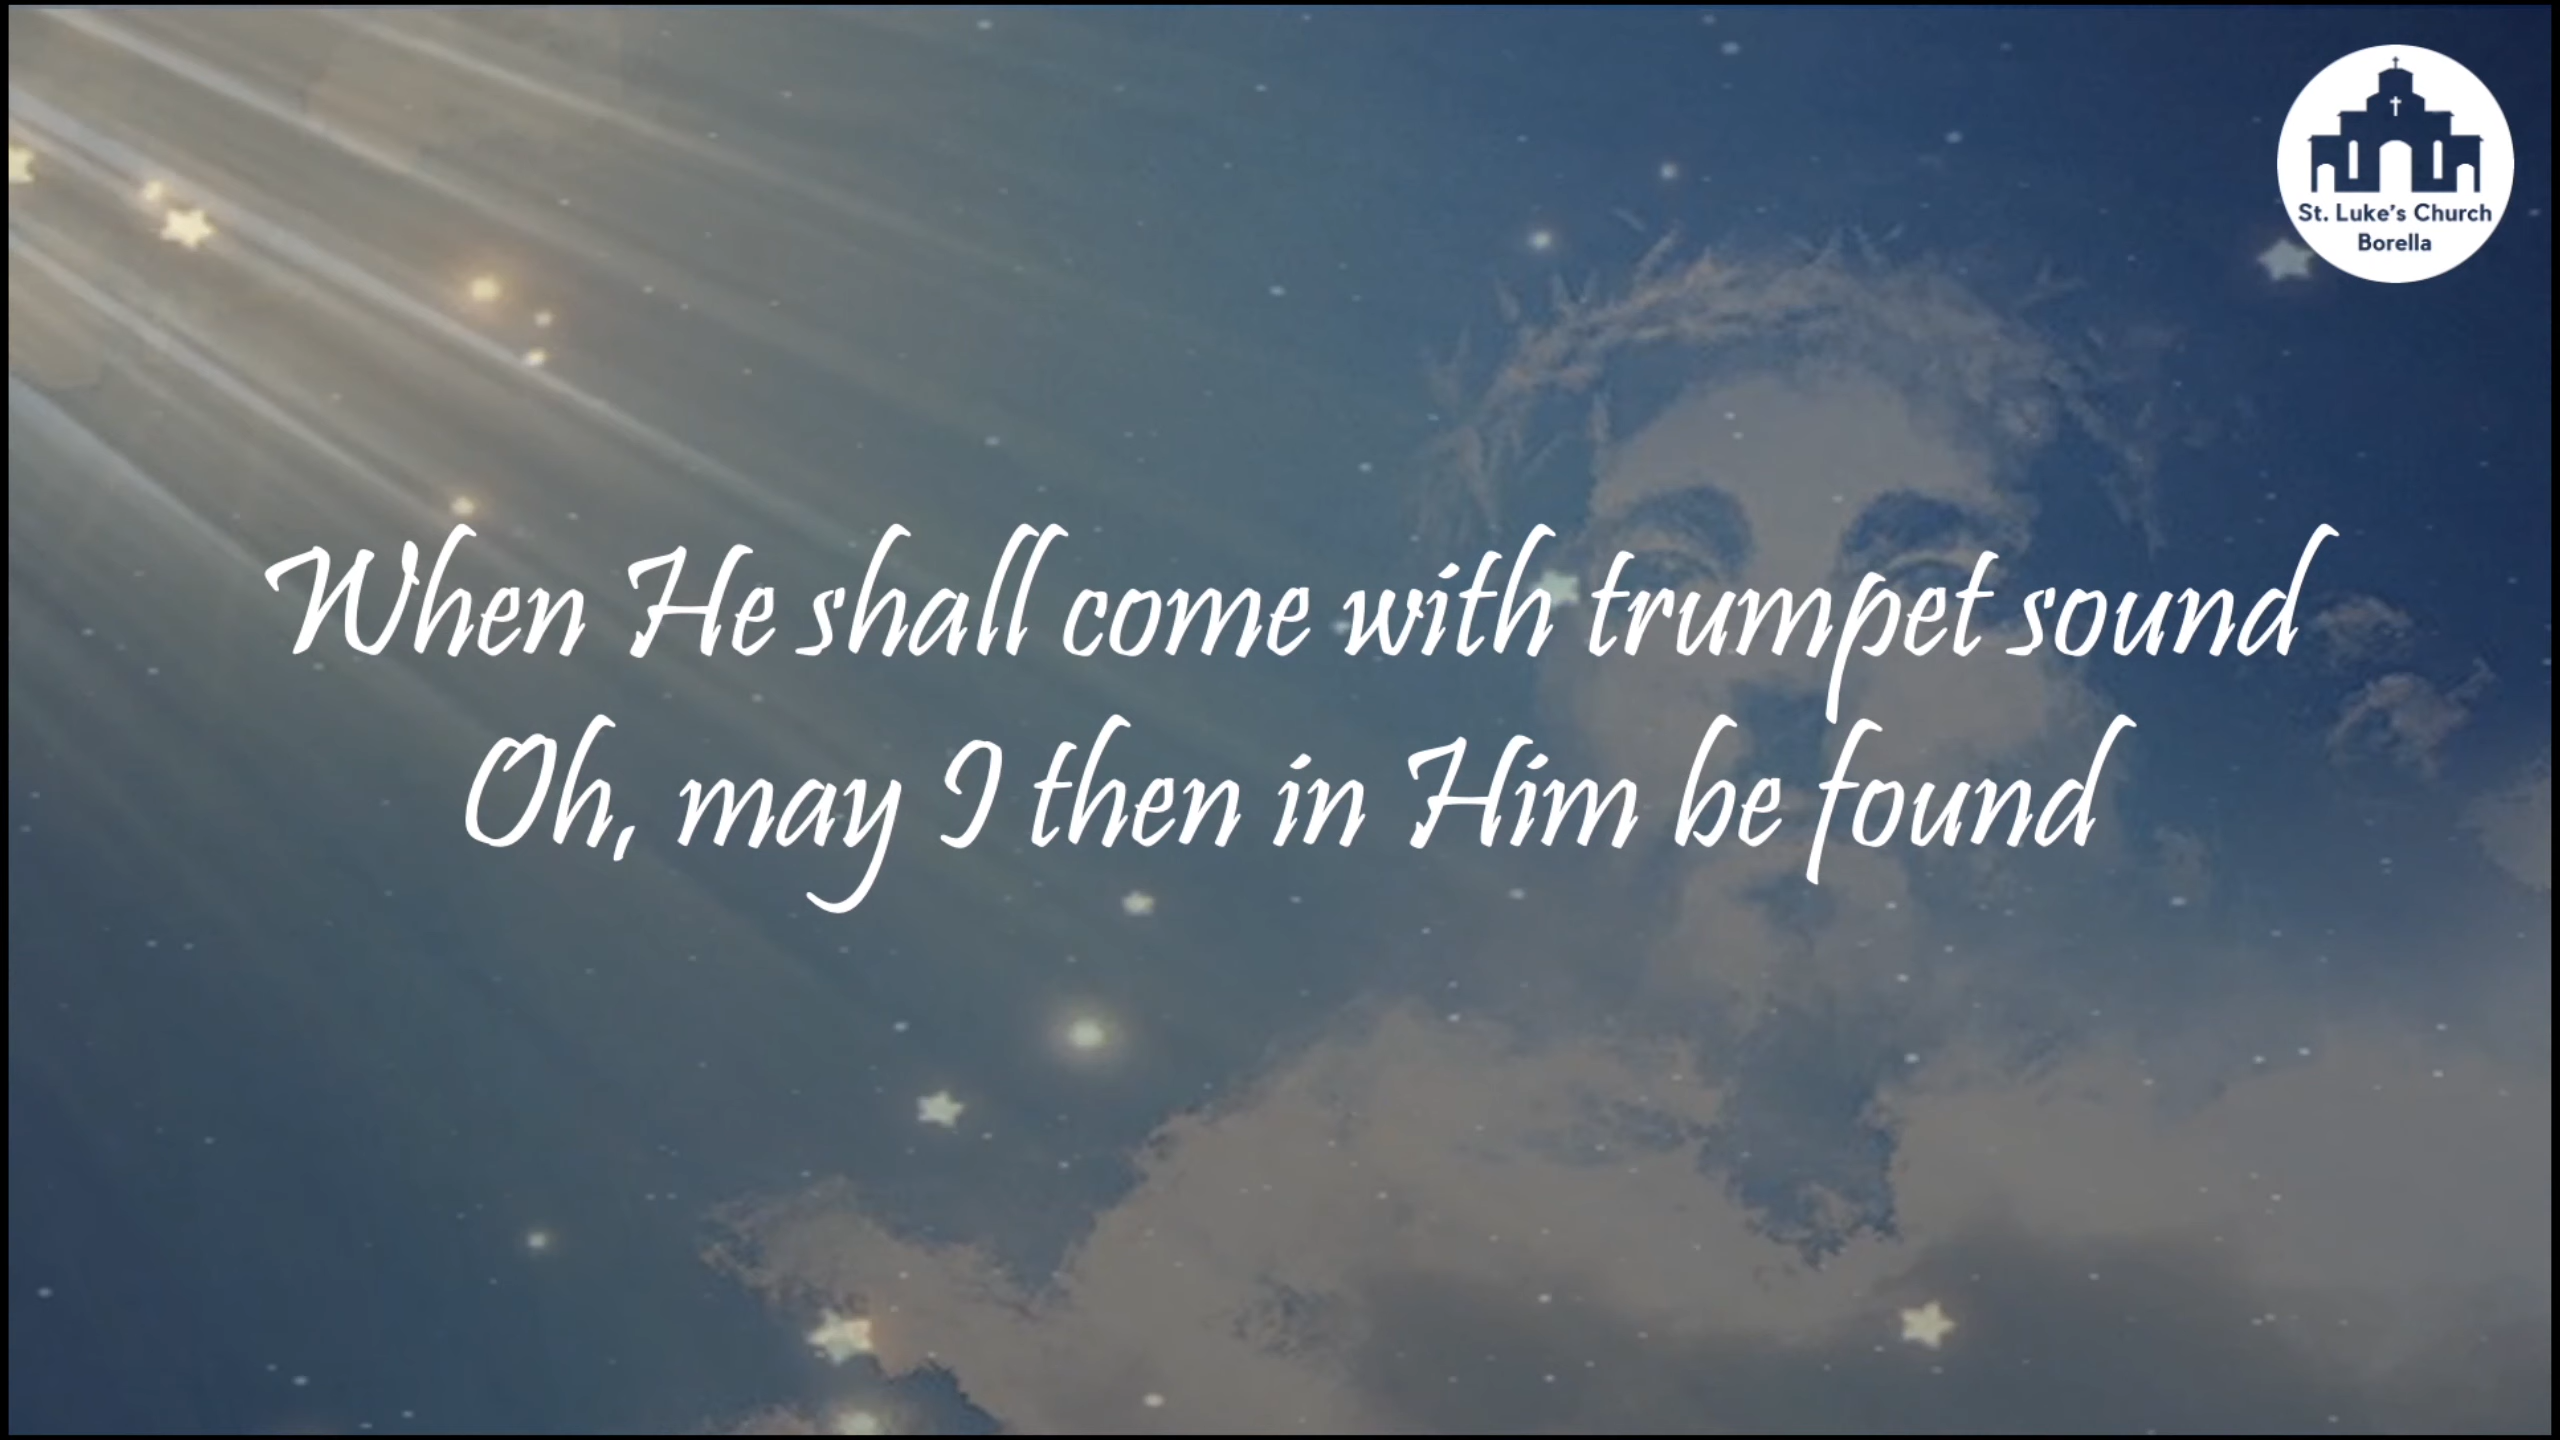 St. Luke's Church
Borella
When He shall come with trumpet sound
Oh, may I then in Him be found